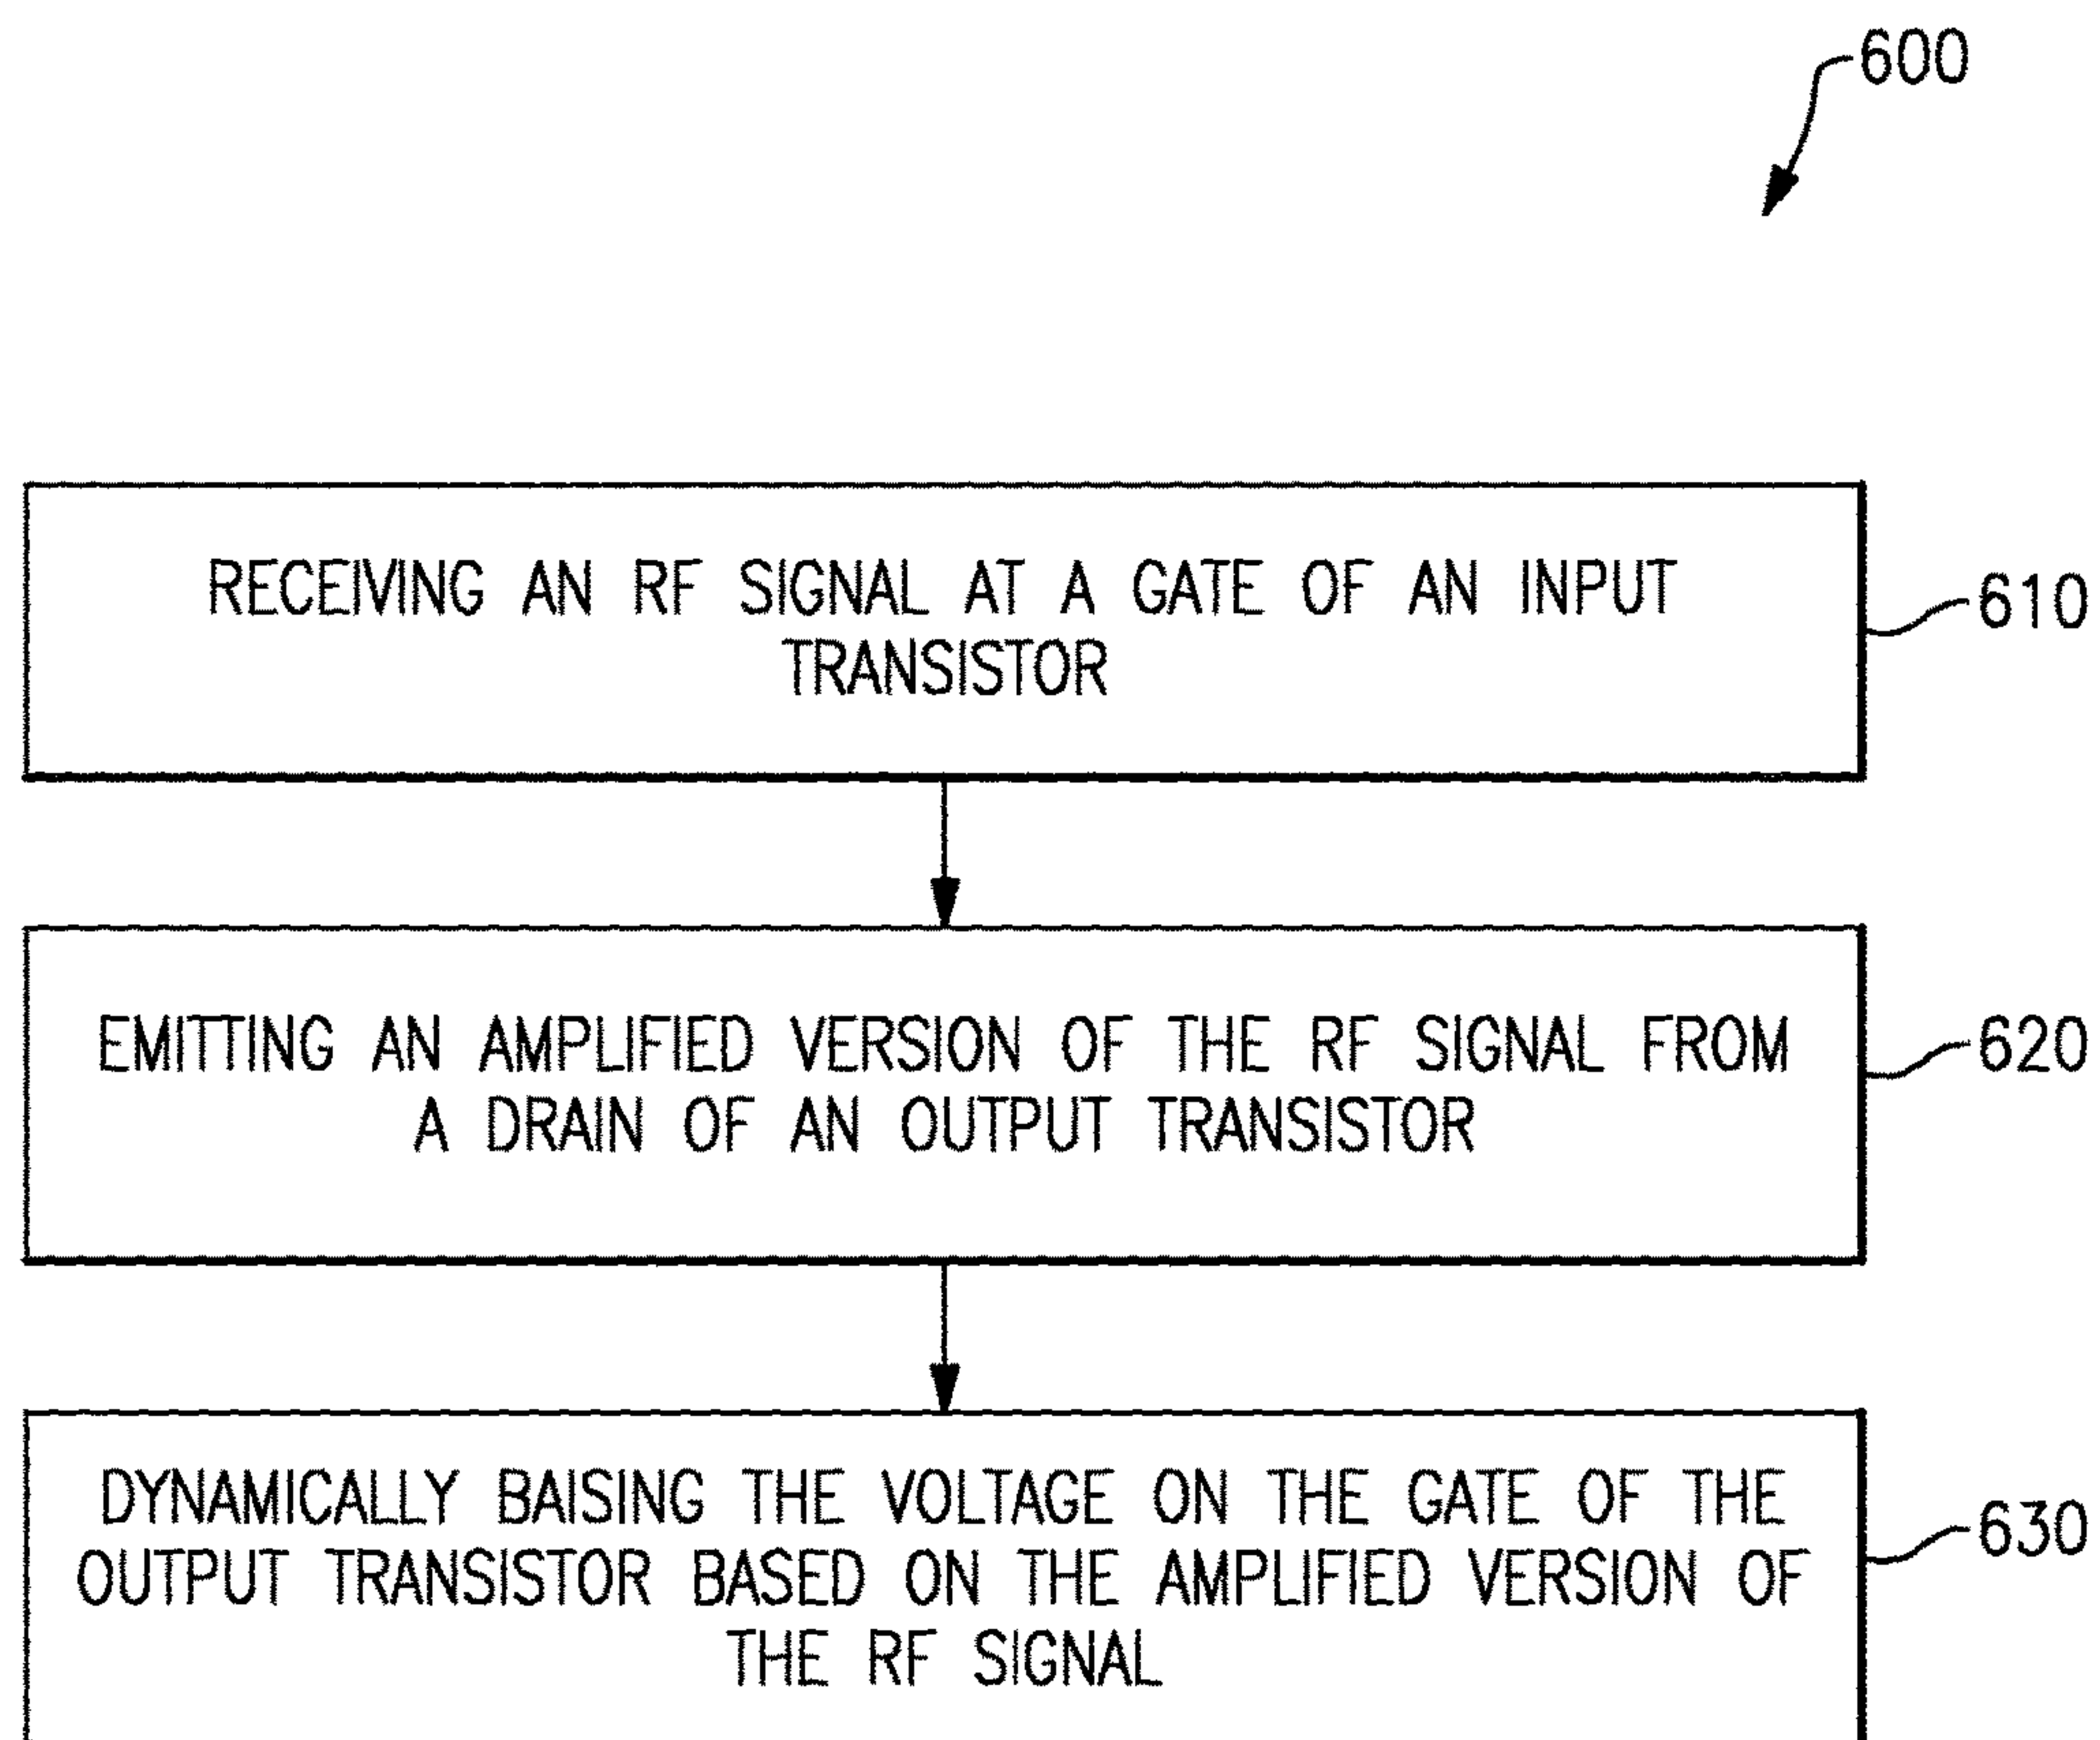 600
RECEIVING AN RF SIGNAL AT A GATE OF AN INPUT
TRANSISTOR
610
EMITTING AN AMPLIFIED VERSION OF THE RF SIGNAL FROM
A DRAIN OF AN OUTPUT TRANSISTOR
620
DYNAMICALLY BAISING THE VOLTAGE ON THE GATE OF THE
OUTPUT TRANSISTOR BASED ON THE AMPLIFIED VERSION OF
THE RF SIGNAL
630